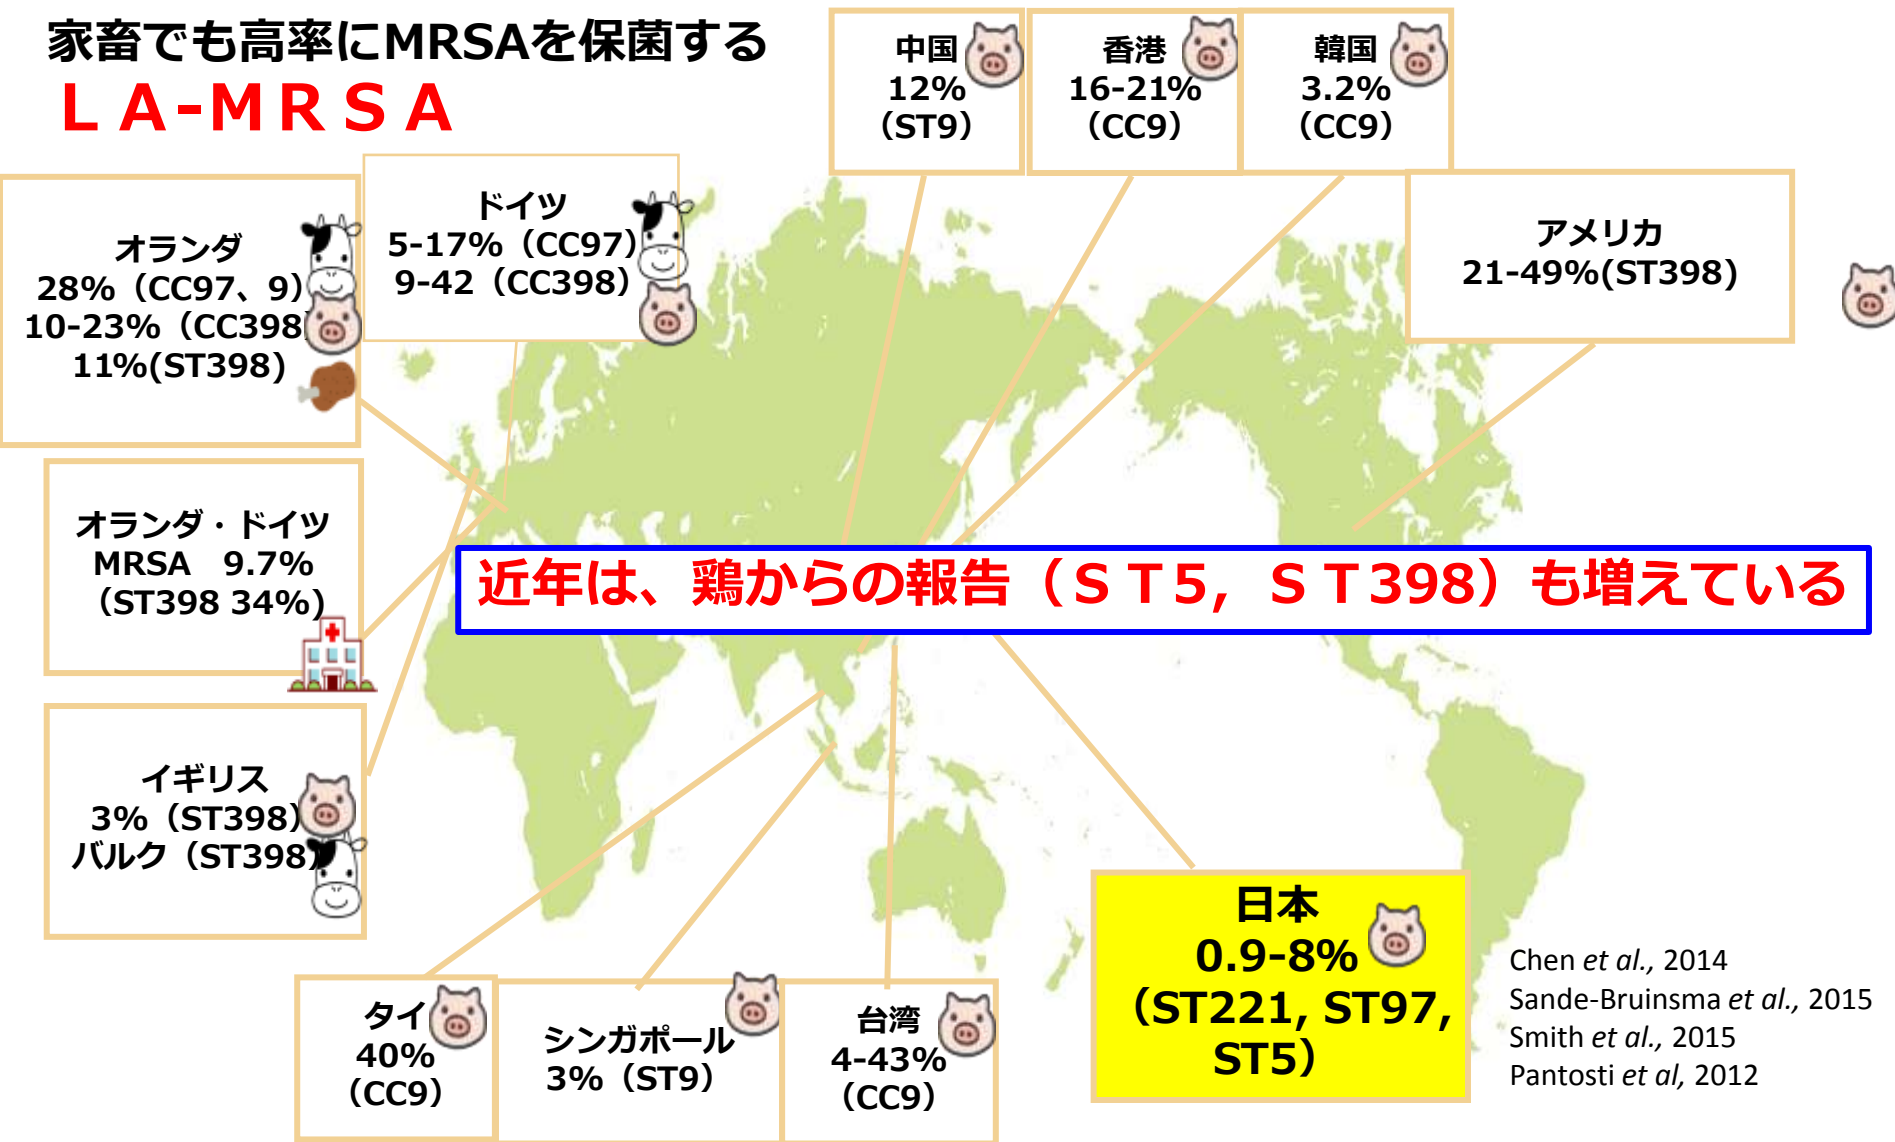 家畜でも高率にMRSAを保菌する
ＬＡ-ＭＲＳＡ
中国
12%
（ST9）
香港
16-21%
（CC9）
韓国
3.2%
（CC9）
アメリカ
21-49%(ST398)
オランダ
28%（CC97、9）
10-23%（CC398）
11%(ST398)
ドイツ
5-17%（CC97）
9-42（CC398）
オランダ・ドイツ
MRSA　9.7%
（ST398 34%)
近年は、鶏からの報告（ＳＴ5，ＳＴ398）も増えている
イギリス
3%（ST398）
バルク（ST398）
タイ
40%
（CC9）
シンガポール
3%（ST9）
台湾
4-43%
（CC9）
日本
0.9-8%
（ST221, ST97,
ST5）
Chen et al., 2014
Sande-Bruinsma et al., 2015
Smith et al., 2015
Pantosti et al, 2012